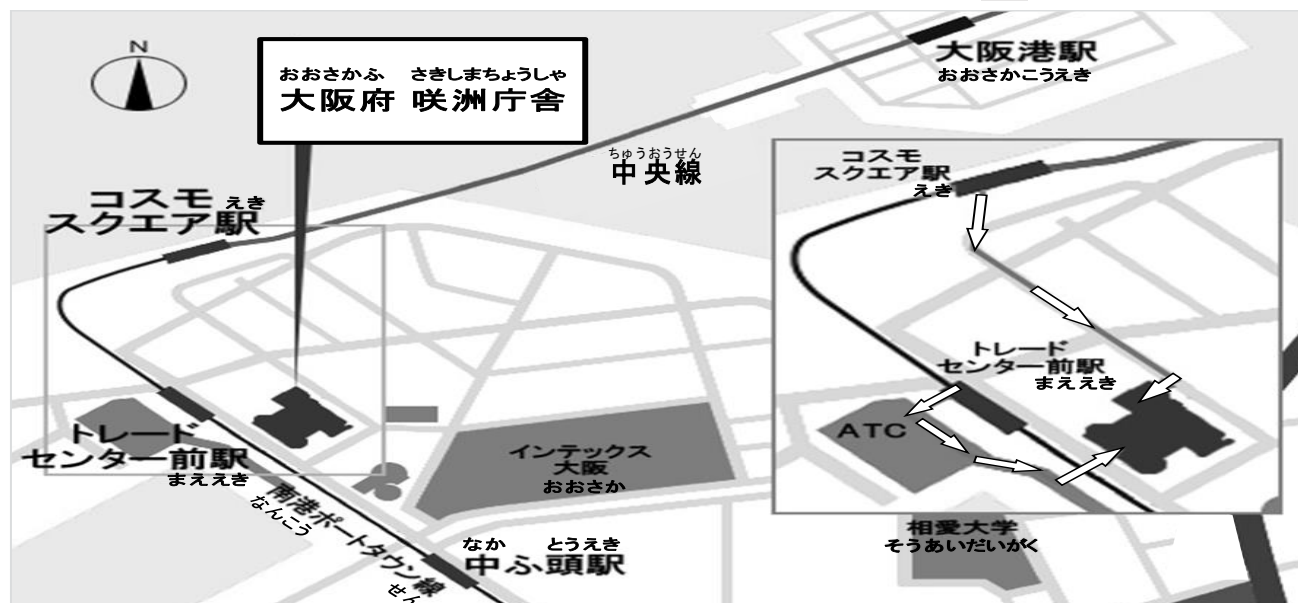 N
おおさかふ さきしまちょうしゃ
大阪府 咲洲庁舎
大阪港駅
おおさかこうえき
ちゅうおうせん
中央線
コスモ
スクエア駅
えき
トレード
センター前駅
まええき
南港ポートタウン線
なんこう
せん
インテックス
大阪
おおさか
なか とうえき
中ふ頭駅
コスモ
スクエア駅
えき
トレード
センター前駅
まええき
ATC
相愛大学
そうあいだいがく